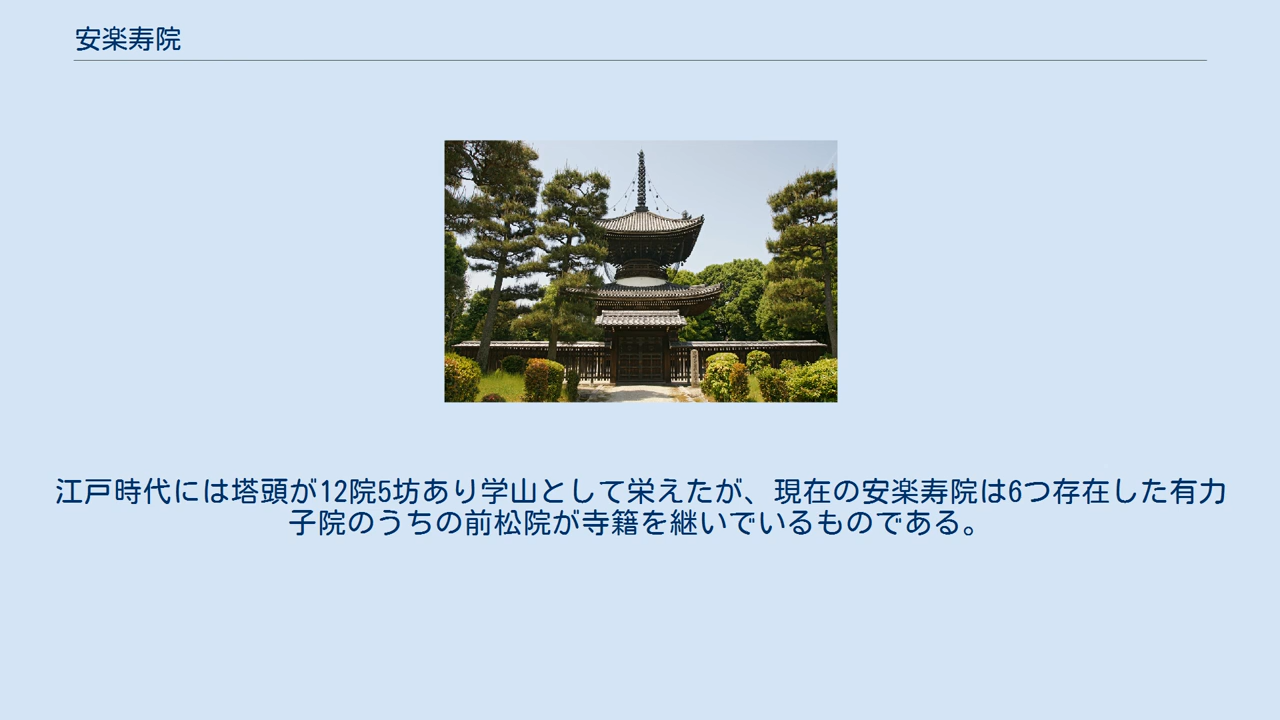 安楽寿院
江戸時代には塔頭が12院5坊あり学山として栄えたが、現在の安楽寿院は6つ存在した有力
子院のうちの前松院が寺籍を継いでいるものである。